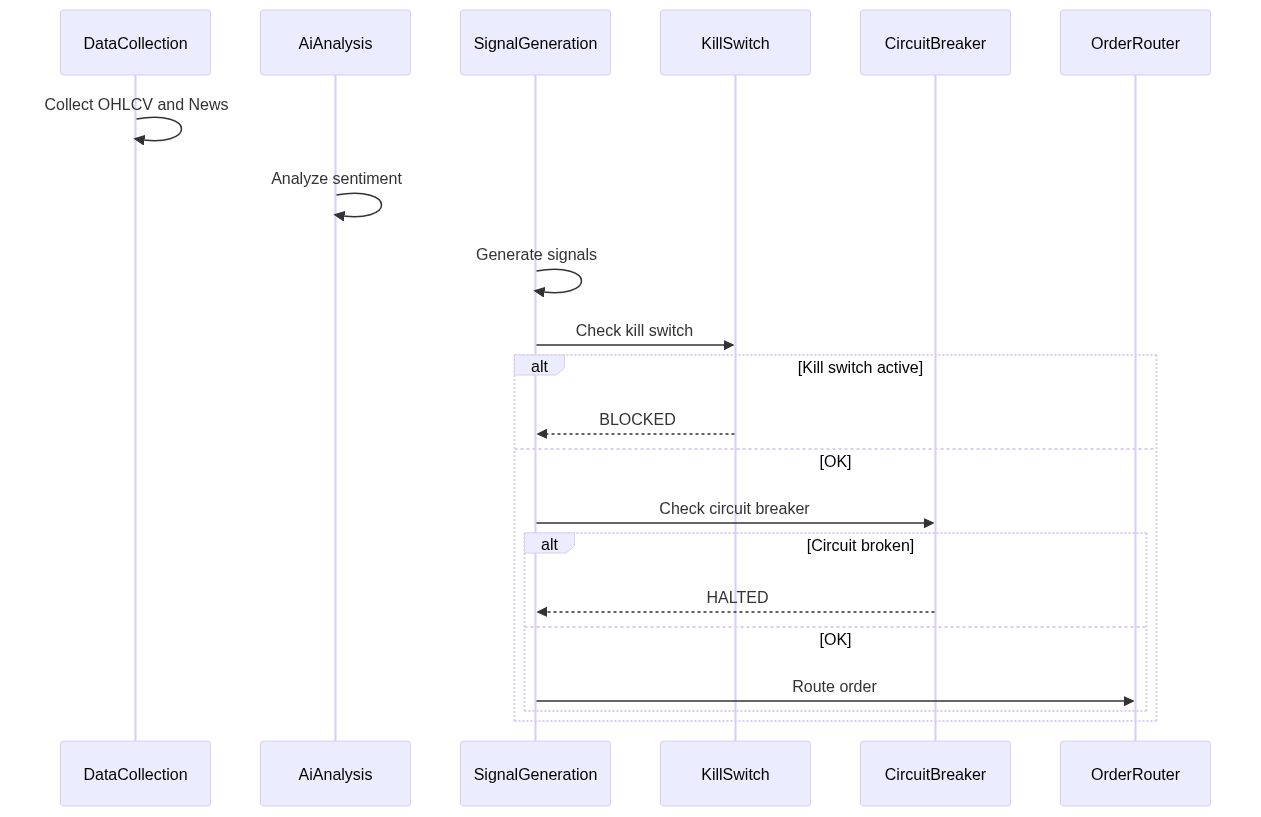 DataCollection
AiAnalysis
SignalGeneration
KillSwitch
CircuitBreaker
OrderRouter
Collect OHLCV and News
Analyze sentiment
Generate signals
Check kill switch
alt
[Kill switch active]
BLOCKED
[OK]
Check circuit breaker
alt
[Circuit broken]
HALTED
[OK]
Route order
DataCollection
AiAnalysis
SignalGeneration
KillSwitch
CircuitBreaker
OrderRouter